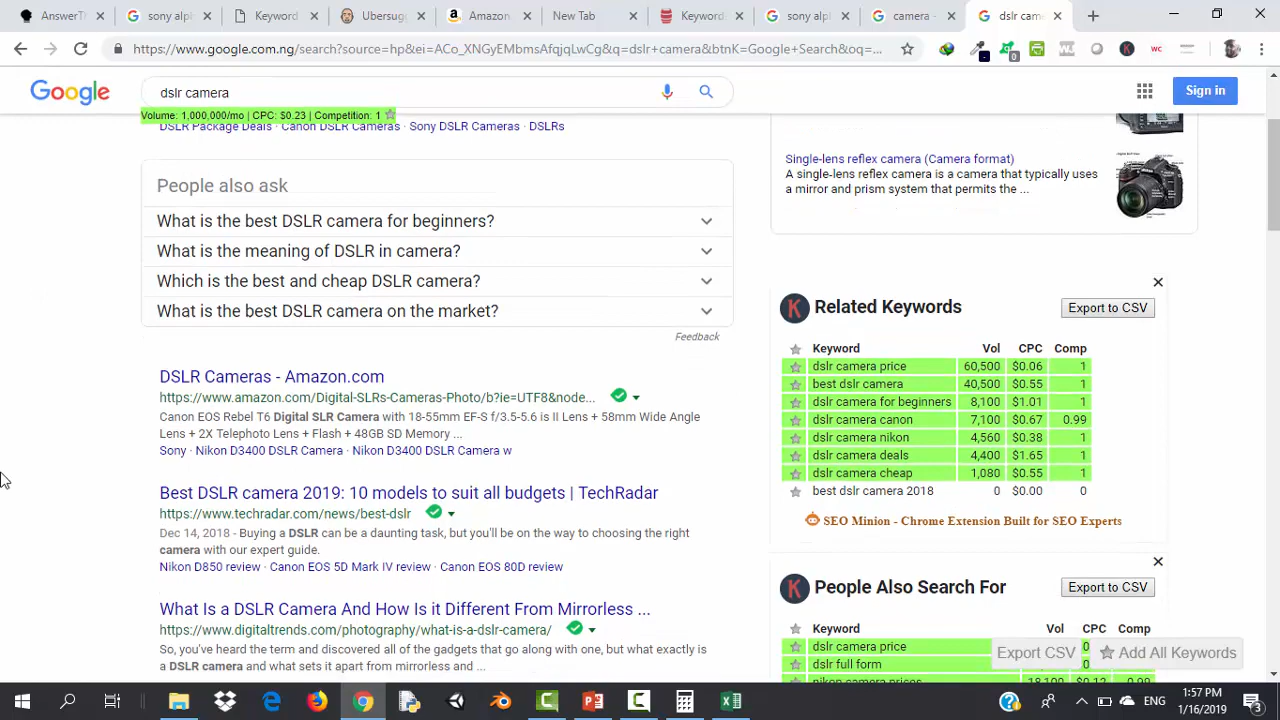 AnswerTh
sony alpl
Keyword
Ubersug
Amazon.
New Tab
Keyword
sony alpl
camera -
dslr came
https://www.google.com.ng/search?source=hp&ei=ACo_XNGyEMbmsAfqjqLwCg&q=dslr+camera&btnK=Google+Search&oq=...
Google
dslr camera
Sign in
Volume: 1,000,000/mo | CPC: $0.23 | Competition: 1
DSLR Package Deals · Canon DSLR Cameras · Sony DSLR Cameras · DSLRs
People also ask
What is the best DSLR camera for beginners?
What is the meaning of DSLR in camera?
Which is the best and cheap DSLR camera?
What is the best DSLR camera on the market?
Feedback
DSLR Cameras - Amazon.com
https://www.amazon.com/Digital-SLRs-Cameras-Photo/b?ie=UTF8&node...
Canon EOS Rebel T6 Digital SLR Camera with 18-55mm EF-S f/3.5-5.6 is II Lens + 58mm Wide Angle
Lens + 2X Telephoto Lens + Flash + 48GB SD Memory ...
Sony · Nikon D3400 DSLR Camera · Nikon D3400 DSLR Camera w
Best DSLR camera 2019: 10 models to suit all budgets | TechRadar
https://www.techradar.com/news/best-dslr
Dec 14, 2018 - Buying a DSLR can be a daunting task, but you'll be on the way to choosing the right
camera with our expert guide.
Nikon D850 review · Canon EOS 5D Mark IV review · Canon EOS 80D review
What Is a DSLR Camera And How Is it Different From Mirrorless ...
https://www.digitaltrends.com/photography/what-is-a-dslr-camera/
So, you've heard the term and discovered all of the gadgets that go along with one, but what exactly is
a DSLR camera and what sets it apart from mirrorless and ...
Single-lens reflex camera (Camera format)
A single-lens reflex camera is a camera that typically uses
a mirror and prism system that permits the ...
K Related Keywords Export to CSV
Keyword Vol CPC Comp
dslr camera price 60,500 $0.06 1
best dslr camera 40,500 $0.55 1
dslr camera for beginners 8,100 $1.01 1
dslr camera canon 7,100 $0.67 0.99
dslr camera nikon 4,560 $0.38 1
dslr camera deals 4,400 $1.65 1
dslr camera cheap 1,080 $0.55 1
best dslr camera 2018 0 $0.00 0
SEO Minion - Chrome Extension Built for SEO Experts
K People Also Search For Export to CSV
Keyword Vol CPC Comp
dslr camera price
dslr full form
nikon camera prices 18,100 $0.12
Export CSV Add All Keywords
ENG
1:57 PM
1/16/2019
3